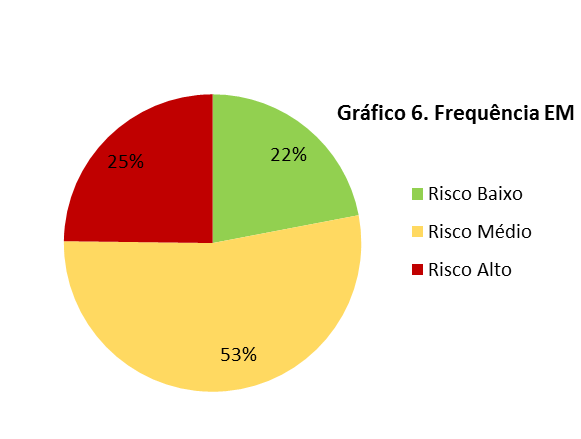 Gráfico 6. Frequência EM
25%
22%
53%
Risco Baixo
Risco Médio
Risco Alto